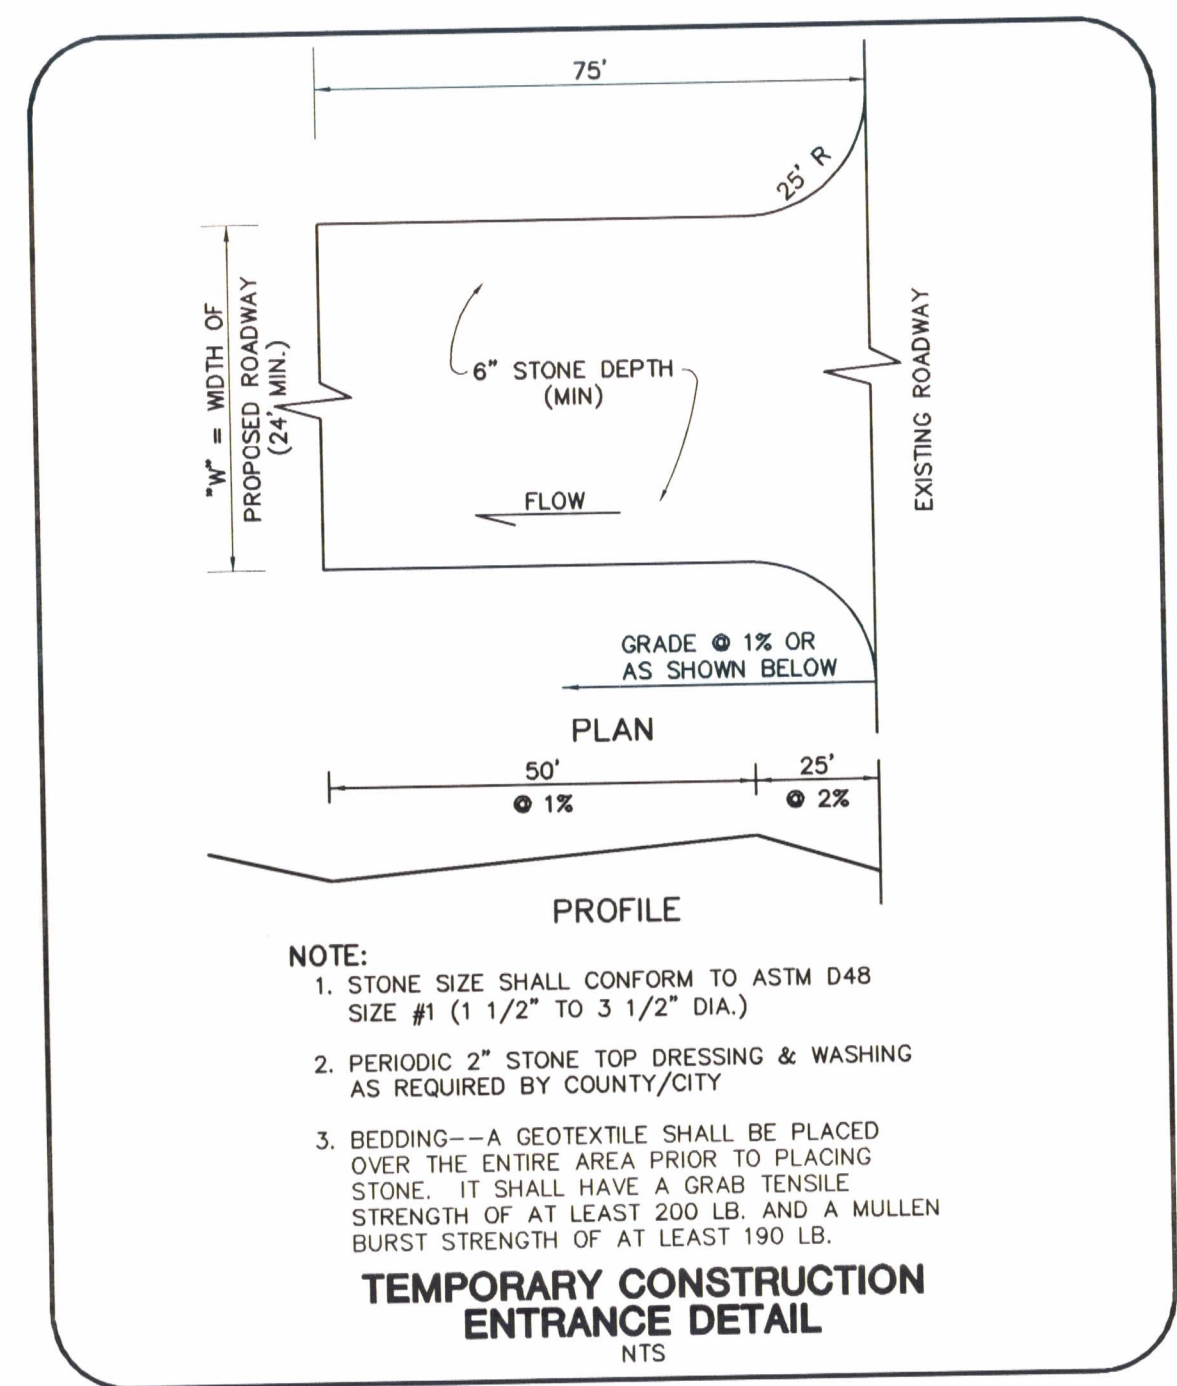 75'
25' R
"W" = WIDTH OF
PROPOSED ROADWAY
(24' MIN.)
6" STONE DEPTH
(MIN)
EXISTING ROADWAY
FLOW
GRADE @ 1% OR
AS SHOWN BELOW
PLAN
50'
@ 1%
25'
@ 2%
PROFILE
NOTE:
1. STONE SIZE SHALL CONFORM TO ASTM D48
SIZE #1 (1 1/2" TO 3 1/2" DIA.)
2. PERIODIC 2" STONE TOP DRESSING & WASHING
AS REQUIRED BY COUNTY/CITY
3. BEDDING--A GEOTEXTILE SHALL BE PLACED
OVER THE ENTIRE AREA PRIOR TO PLACING
STONE. IT SHALL HAVE A GRAB TENSILE
STRENGTH OF AT LEAST 200 LB. AND A MULLEN
BURST STRENGTH OF AT LEAST 190 LB.
TEMPORARY CONSTRUCTION
ENTRANCE DETAIL
NTS